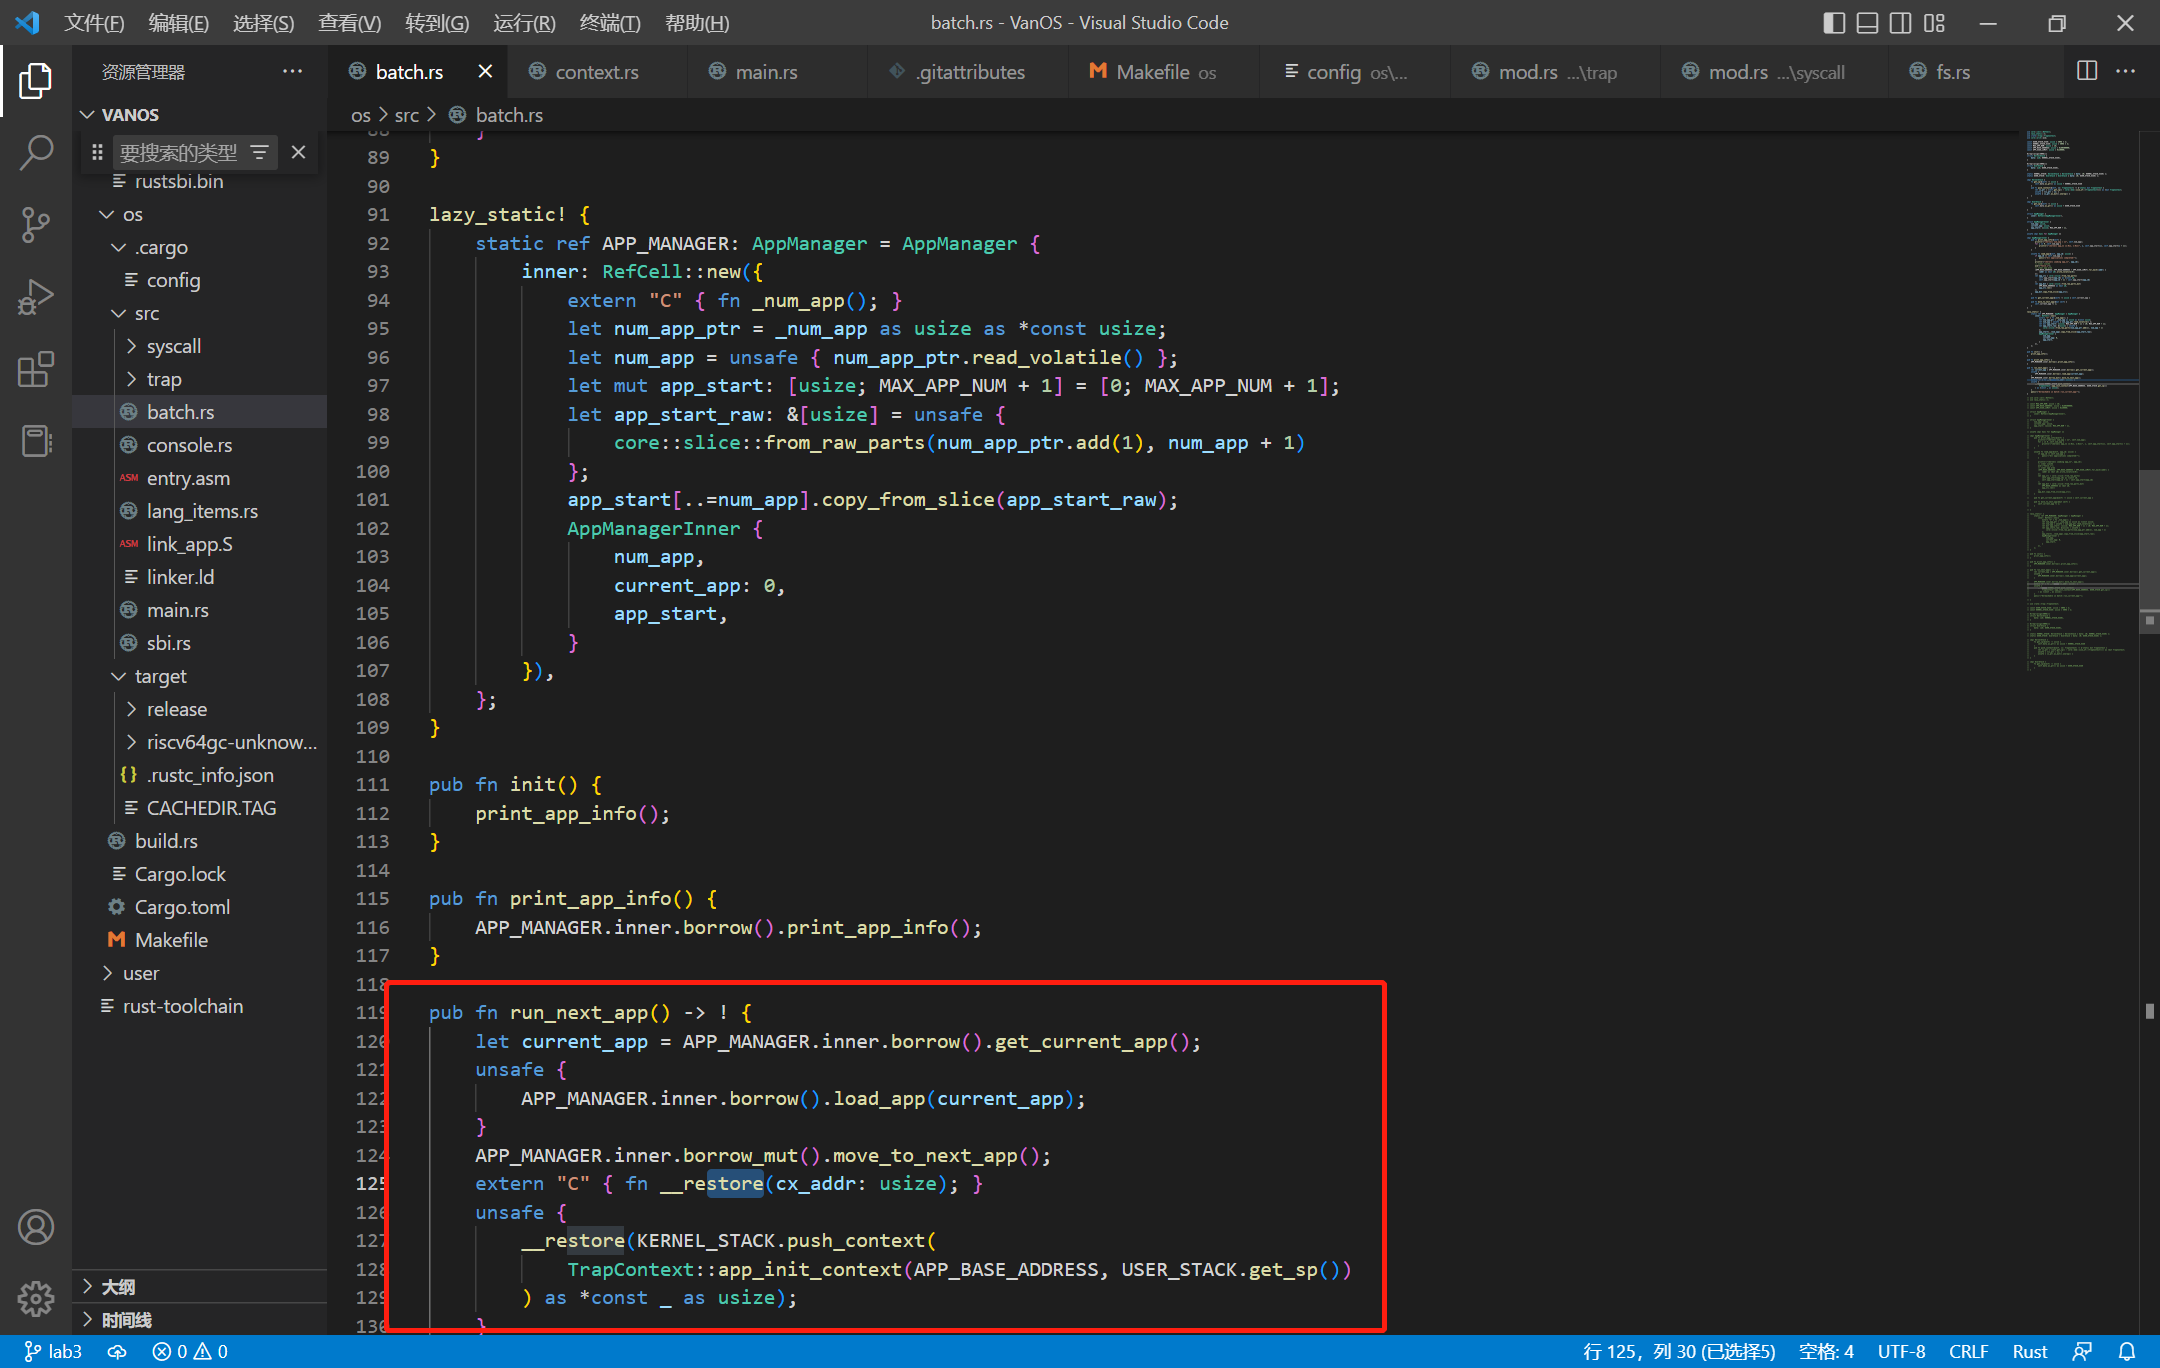 文件(F) 编辑(E) 选择(S) 查看(V) 转到(G) 运行(R) 终端(T) 帮助(H) batch.rs - VanOS - Visual Studio Code
资源管理器
VANOS
要搜索的类型
rustsbi.bin
os
.cargo
config
src
syscall
trap
batch.rs
console.rs
ASM entry.asm
lang_items.rs
ASM link_app.S
linker.ld
main.rs
sbi.rs
target
release
riscv64gc-unknow...
{} .rustc_info.json
CACHEDIR.TAG
build.rs
Cargo.lock
Cargo.toml
Makefile
user
rust-toolchain
大纲
时间线
batch.rs context.rs main.rs .gitattributes Makefile os config os\... mod.rs ...\trap mod.rs ...\syscall fs.rs
os > src > batch.rs
88 }
89 }
90
91 lazy_static! {
92 static ref APP_MANAGER: AppManager = AppManager {
93 inner: RefCell::new({
94 extern "C" { fn _num_app(); }
95 let num_app_ptr = _num_app as usize as *const usize;
96 let num_app = unsafe { num_app_ptr.read_volatile() };
97 let mut app_start: [usize; MAX_APP_NUM + 1] = [0; MAX_APP_NUM + 1];
98 let app_start_raw: &[usize] = unsafe {
99 core::slice::from_raw_parts(num_app_ptr.add(1), num_app + 1)
100 };
101 app_start[..=num_app].copy_from_slice(app_start_raw);
102 AppManagerInner {
103 num_app,
104 current_app: 0,
105 app_start,
106 }
107 }),
108 };
109 }
110
111 pub fn init() {
112 print_app_info();
113 }
114
115 pub fn print_app_info() {
116 APP_MANAGER.inner.borrow().print_app_info();
117 }
118
119 pub fn run_next_app() -> ! {
120 let current_app = APP_MANAGER.inner.borrow().get_current_app();
121 unsafe {
122 APP_MANAGER.inner.borrow().load_app(current_app);
123 }
124 APP_MANAGER.inner.borrow_mut().move_to_next_app();
125 extern "C" { fn __restore(cx_addr: usize); }
126 unsafe {
127 __restore(KERNEL_STACK.push_context(
128 TrapContext::app_init_context(APP_BASE_ADDRESS, USER_STACK.get_sp())
129 ) as *const _ as usize);
130 }
lab3 0 0 行 125，列 30 (已选择5) 空格: 4 UTF-8 CRLF Rust